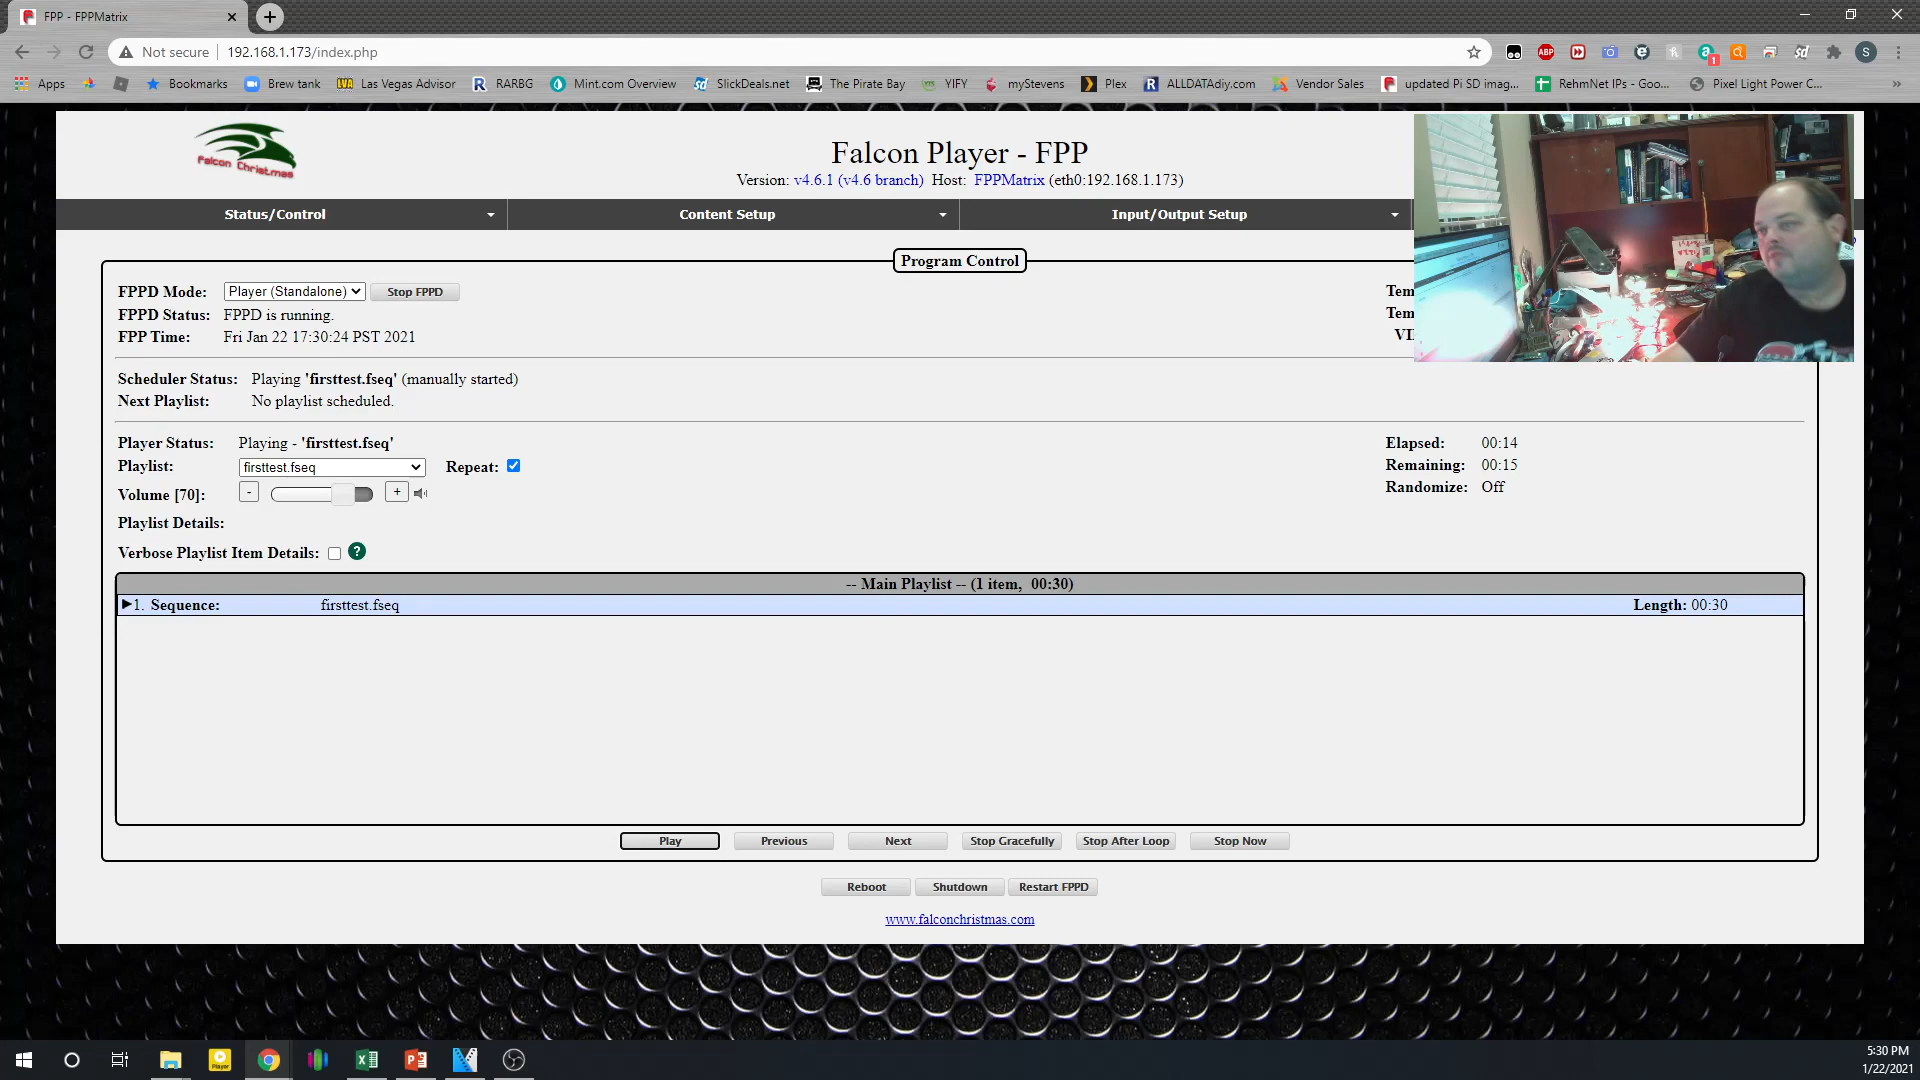 FPP - FPPMatrix
Not secure
192.168.1.173/index.php
Apps
Bookmarks
Brew tank
Las Vegas Advisor
RARBG
Mint.com Overview
SlickDeals.net
The Pirate Bay
YIFY
myStevens
Plex
ALLDATAdiy.com
Vendor Sales
updated Pi SD imag...
RehmNet IPs - Goo...
Pixel Light Power C...
Falcon Christmas
Falcon Player - FPP
Version: v4.6.1 (v4.6 branch) Host: FPPMatrix (eth0:192.168.1.173)
Status/Control
Content Setup
Input/Output Setup
Program Control
FPPD Mode: Player (Standalone) Stop FPPD
FPPD Status: FPPD is running.
FPP Time: Fri Jan 22 17:30:24 PST 2021
Tem
Tem
Scheduler Status: Playing 'firsttest.fseq' (manually started)
Next Playlist: No playlist scheduled.
Player Status: Playing - 'firsttest.fseq'
Playlist: firsttest.fseq Repeat:
Volume [70]: - +
Elapsed: 00:14
Remaining: 00:15
Randomize: Off
Playlist Details:
Verbose Playlist Item Details: ?
-- Main Playlist -- (1 item, 00:30)
1. Sequence: firsttest.fseq Length: 00:30
Play
Previous
Next
Stop Gracefully
Stop After Loop
Stop Now
Reboot
Shutdown
Restart FPPD
www.falconchristmas.com
5:30 PM
1/22/2021